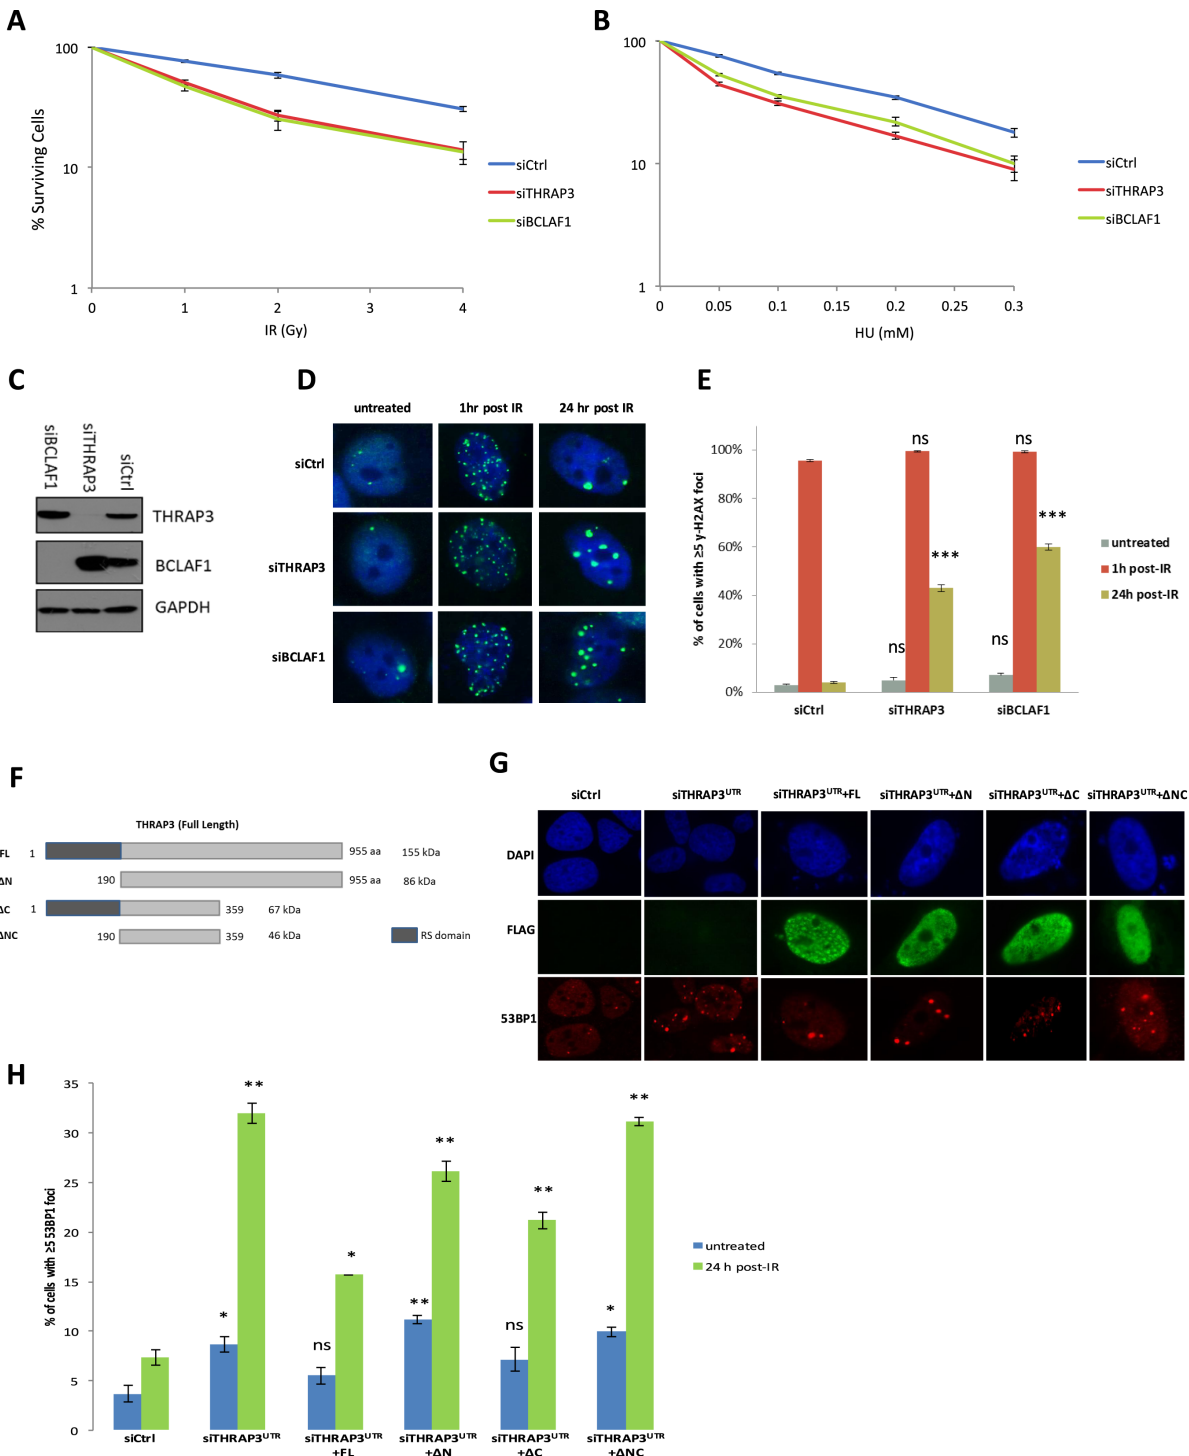 A
100
10
1
% Surviving Cells
0
1
2
3
4
IR (Gy)
siCtrl
siTHRAP3
siBCLAF1
B
100
10
1
0
0.05
0.1
0.15
0.2
0.25
0.3
HU (mM)
siCtrl
siTHRAP3
siBCLAF1
C
siBCLAF1
siTHRAP3
siCtrl
THRAP3
BCLAF1
GAPDH
D
untreated
1hr post IR
24 hr post IR
siCtrl
siTHRAP3
siBCLAF1
E
% of cells with ≥5 γ-H2AX foci
100%
80%
60%
40%
20%
0%
ns
ns
***
***
ns
ns
siCtrl
siTHRAP3
siBCLAF1
untreated
1h post-IR
24h post-IR
F
THRAP3 (Full Length)
FL 1 955 aa 155 kDa
ΔN 190 955 aa 86 kDa
ΔC 1 359 67 kDa
ΔNC 190 359 46 kDa
RS domain
G
siCtrl
siTHRAP3UTR
siTHRAP3UTR+FL
siTHRAP3UTR+ΔN
siTHRAP3UTR+ΔC
siTHRAP3UTR+ΔNC
DAPI
FLAG
53BP1
H
% of cells with ≥5 53BP1 foci
35
30
25
20
15
10
5
0
*
**
ns
*
**
**
ns
**
*
**
siCtrl
siTHRAP3UTR
siTHRAP3UTR
+FL
siTHRAP3UTR
+ΔN
siTHRAP3UTR
+ΔC
siTHRAP3UTR
+ΔNC
untreated
24 h post-IR